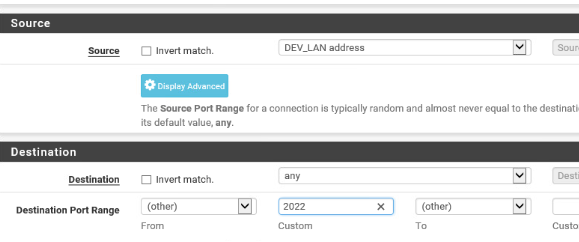 Source
Source Invert match. DEV_LAN address Sour
Display Advanced
The Source Port Range for a connection is typically random and almost never equal to the destinati
its default value, any.
Destination
Destination Invert match. any Desti
Destination Port Range (other) 2022 (other)
From Custom To Custo